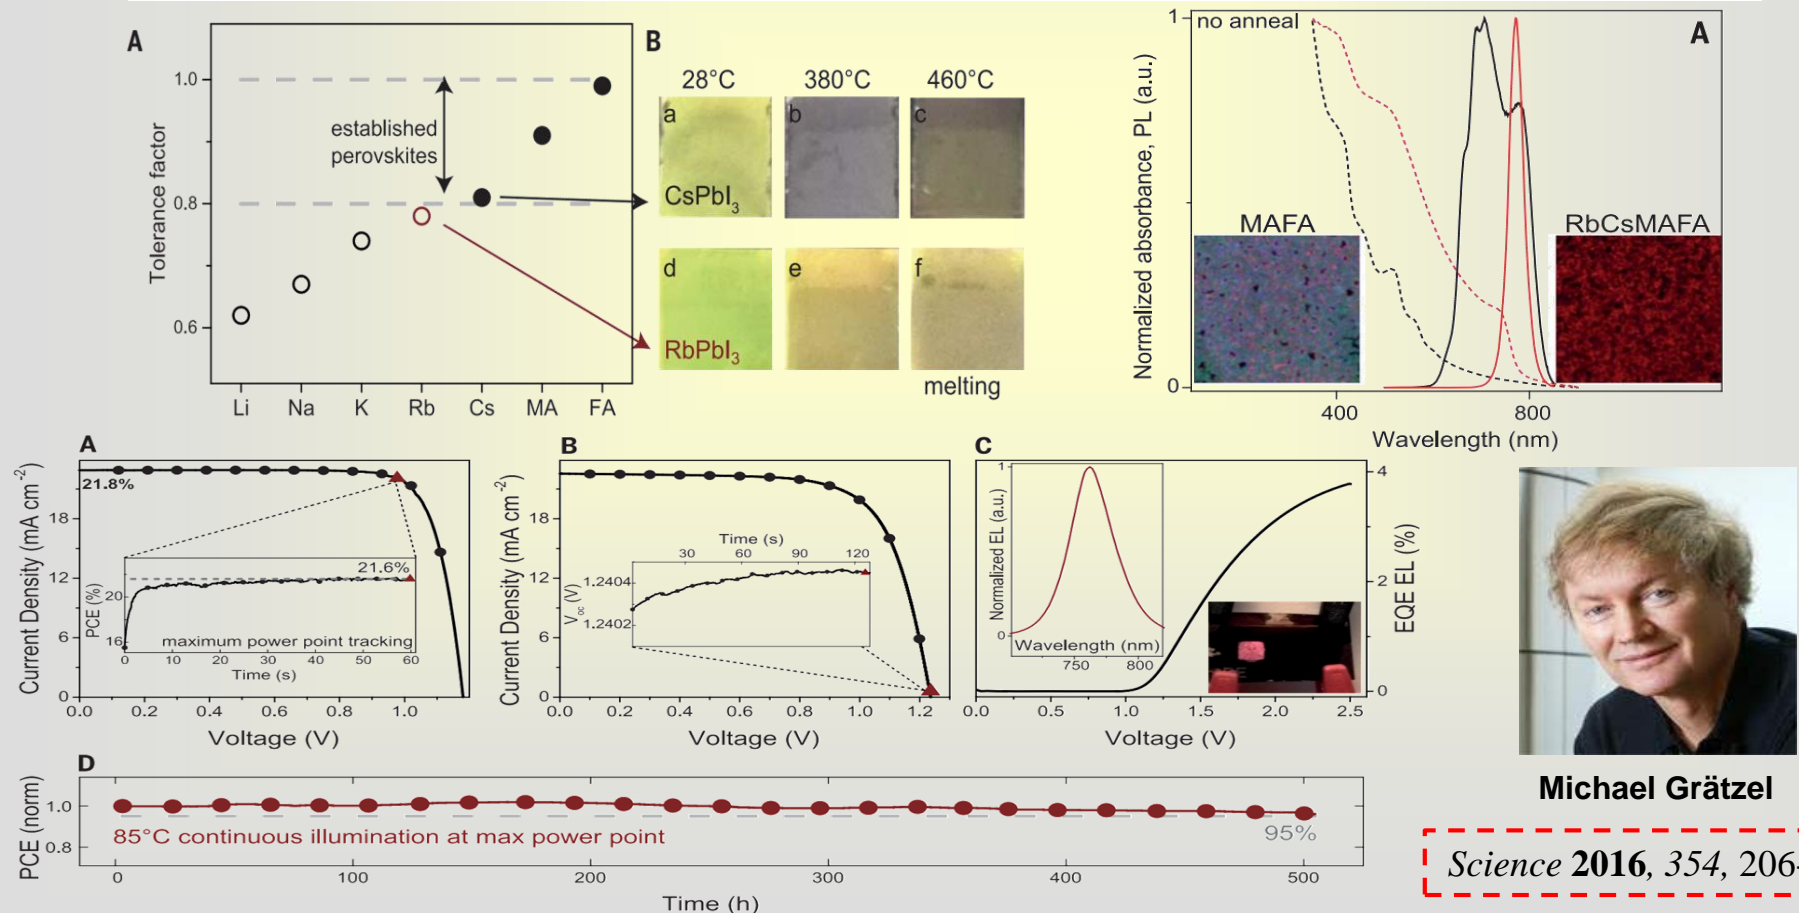 A
Tolerance factor
1.0
0.8
0.6
established
perovskites
Li Na K Rb Cs MA FA
B
28°C 380°C 460°C
a b c
CsPbI3
d e f
RbPbI3
melting
A
no anneal
Normalized absorbance, PL (a.u.)
1
0
MAFA
RbCsMAFA
400 800
Wavelength (nm)
A
21.8%
Current Density (mA cm-2)
18
12
6
0
0.0 0.2 0.4 0.6 0.8 1.0
Voltage (V)
PCE (%)
20
16
21.6%
maximum power point tracking
0 10 20 30 40 50 60
Time (s)
B
Current Density (mA cm-2)
18
12
6
0
0.0 0.2 0.4 0.6 0.8 1.0 1.2
Voltage (V)
Time (s)
30 60 90 120
Voc (V)
1.2404
1.2402
C
Normalized EL (a.u.)
1
0
Wavelength (nm)
750 800
4
2
0
EQE EL (%)
0.0 0.5 1.0 1.5 2.0 2.5
Voltage (V)
Michael Grätzel
D
PCE (norm)
1.0
0.8
85°C continuous illumination at max power point
95%
0 100 200 300 400 500
Time (h)
Science 2016, 354, 206-